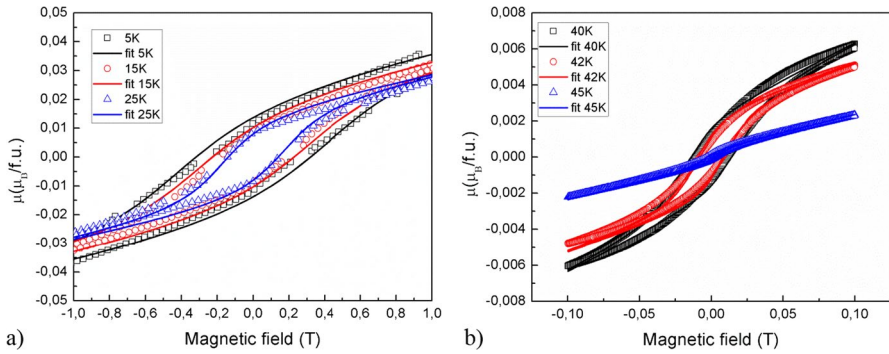 0,05
0,04
0,03
0,02
0,01
0,00
-0,01
-0,02
-0,03
-0,04
-0,05
μ(μB/f.u.)
5K
fit 5K
15K
fit 15K
25K
fit 25K
-1,0 -0,8 -0,6 -0,4 -0,2 0,0 0,2 0,4 0,6 0,8 1,0
Magnetic field (T)
a)
0,008
0,006
0,004
0,002
0,000
-0,002
-0,004
-0,006
-0,008
μ(μB/f.u.)
40K
fit 40K
42K
fit 42K
45K
fit 45K
-0,10 -0,05 0,00 0,05 0,10
Magnetic field (T)
b)